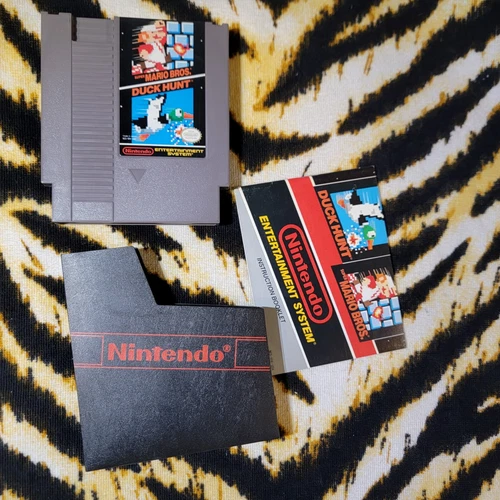 SUPER
MARIO BROS.
DUCK HUNT
Nintendo
ENTERTAINMENT
SYSTEM
DUCK HUNT
SUPER
MARIO BROS.
Nintendo
ENTERTAINMENT SYSTEM
INSTRUCTION BOOKLET
Nintendo®